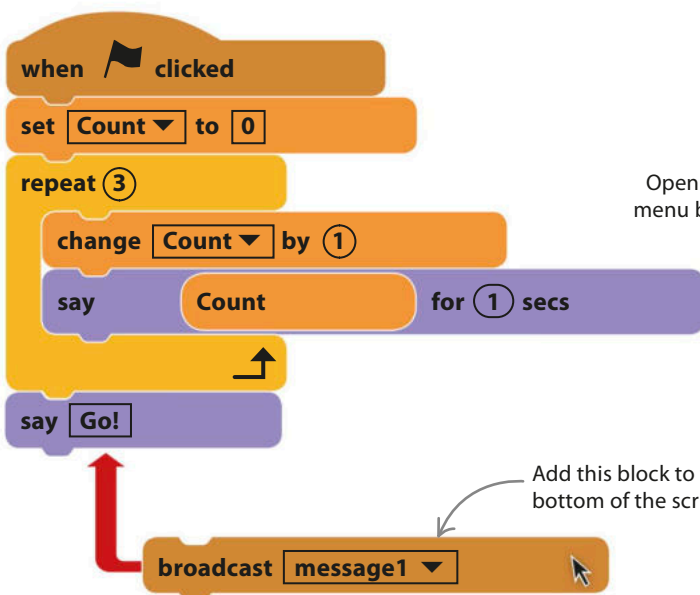 when clicked
set Count to 0
repeat 3
Open
menu b
change Count by 1
say Count for 1 secs
say Go!
Add this block to
bottom of the scr
broadcast message1